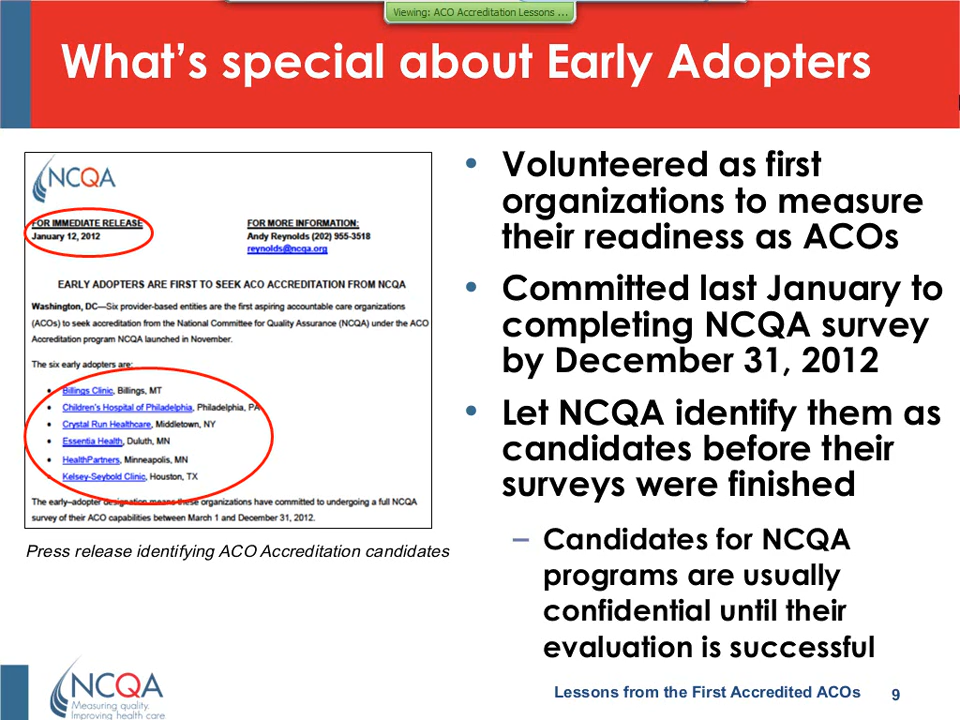 Viewing: ACO Accreditation Lessons ...
What's special about Early Adopters
NCQA
FOR IMMEDIATE RELEASE
January 12, 2012
FOR MORE INFORMATION:
Andy Reynolds (202) 955-3518
reynolds@ncqa.org
EARLY ADOPTERS ARE FIRST TO SEEK ACO ACCREDITATION FROM NCQA
Washington, DC—Six provider-based entities are the first aspiring accountable care organizations
(ACOs) to seek accreditation from the National Committee for Quality Assurance (NCQA) under the ACO
Accreditation program NCQA launched in November.
The six early adopters are:
• Billings Clinic, Billings, MT
• Children's Hospital of Philadelphia, Philadelphia, PA
• Crystal Run Healthcare, Middletown, NY
• Essentia Health, Duluth, MN
• HealthPartners, Minneapolis, MN
• Kelsey-Seybold Clinic, Houston, TX
The early–adopter designation means these organizations have committed to undergoing a full NCQA
survey of their ACO capabilities between March 1 and December 31, 2012.
Press release identifying ACO Accreditation candidates
• Volunteered as first
organizations to measure
their readiness as ACOs
• Committed last January to
completing NCQA survey
by December 31, 2012
• Let NCQA identify them as
candidates before their
surveys were finished
– Candidates for NCQA
programs are usually
confidential until their
evaluation is successful
NCQA
Measuring quality.
Improving health care
Lessons from the First Accredited ACOs
9